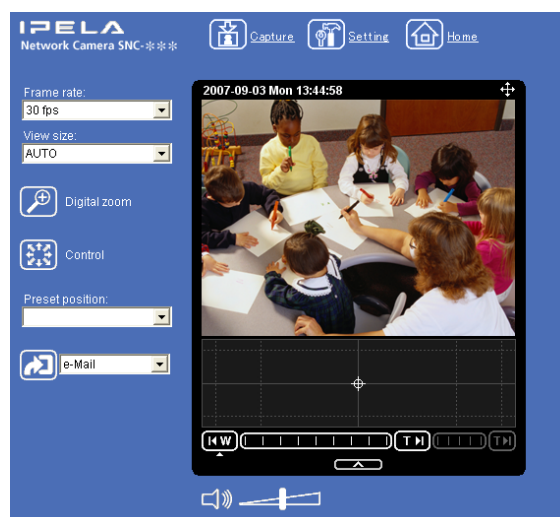 IPELA
Network Camera SNC-***
Capture
Setting
Home
Frame rate:
30 fps
View size:
AUTO
Digital zoom
Control
Preset position:
e-Mail
2007-09-03 Mon 13:44:58
W
T
T